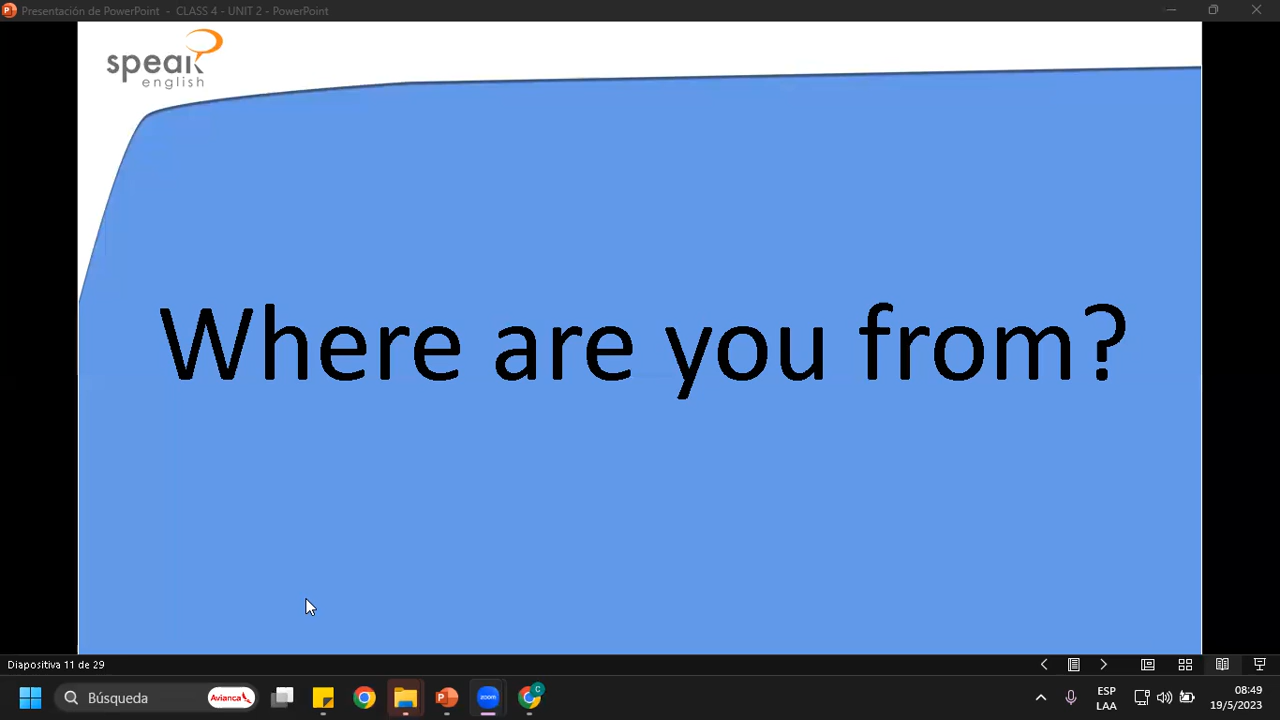 Presentación de PowerPoint - CLASS 4 - UNIT 2 - PowerPoint
speak
english
Where are you from?
Diapositiva 11 de 29
Búsqueda
Avianca
zoom
C
ESP
LAA
08:49
19/5/2023